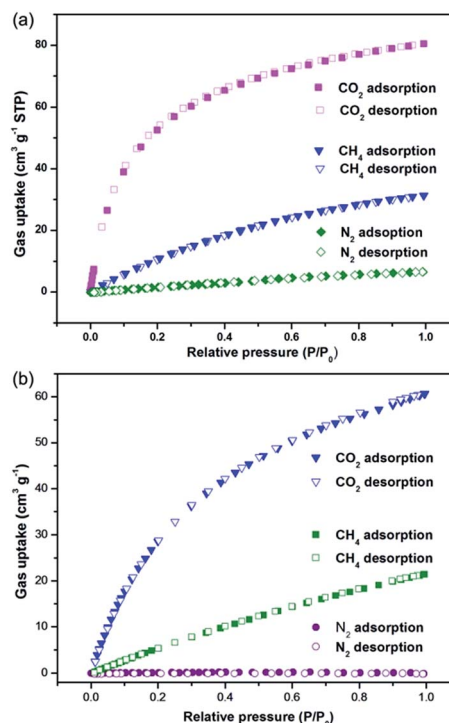 (a)
80
60
40
20
0
Gas uptake (cm³ g⁻¹ STP)
CO₂ adsorption
CO₂ desorption
CH₄ adsorption
CH₄ desorption
N₂ adsorption
N₂ desorption
0.0 0.2 0.4 0.6 0.8 1.0
Relative pressure (P/P₀)
(b)
60
50
40
30
20
10
0
Gas uptake (cm³ g⁻¹)
CO₂ adsorption
CO₂ desorption
CH₄ adsorption
CH₄ desorption
N₂ adsorption
N₂ desorption
0.0 0.2 0.4 0.6 0.8 1.0
Relative pressure (P/P₀)